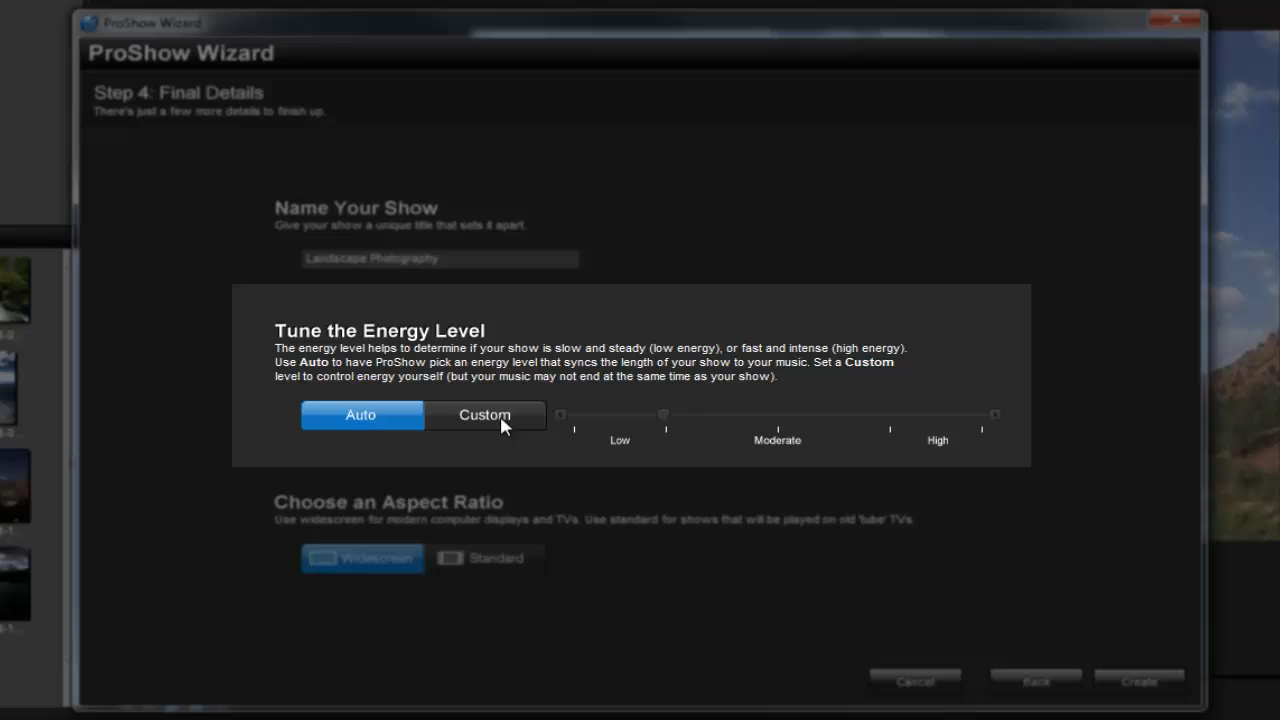 ProShow Wizard
ProShow Wizard
Step 4: Final Details
There's just a few more details to finish up.
Name Your Show
Give your show a unique title that sets it apart.
Landscape Photography
Tune the Energy Level
The energy level helps to determine if your show is slow and steady (low energy), or fast and intense (high energy).
Use Auto to have ProShow pick an energy level that syncs the length of your show to your music. Set a Custom
level to control energy yourself (but your music may not end at the same time as your show).
Auto
Custom
Low
Moderate
High
Choose an Aspect Ratio
Use widescreen for modern computer displays and TVs. Use standard for shows that will be played on old 'tube' TVs.
Widescreen
Standard
Cancel
Back
Create